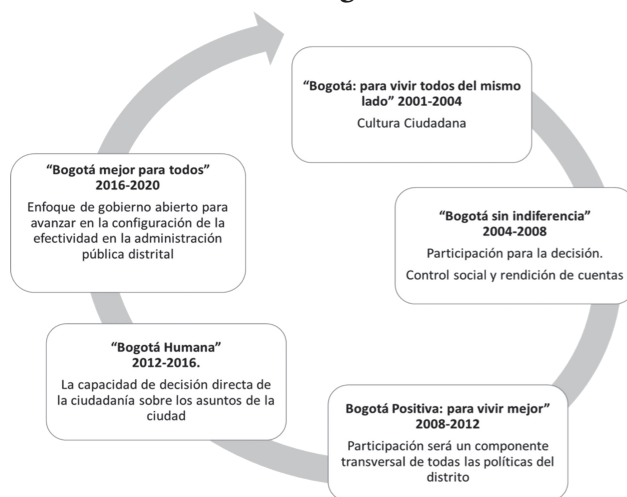 “Bogotá: para vivir todos del mismo
lado” 2001-2004
Cultura Ciudadana
“Bogotá sin indiferencia”
2004-2008
Participación para la decisión.
Control social y rendición de cuentas
Bogotá Positiva: para vivir mejor”
2008-2012
Participación será un componente
transversal de todas las políticas del
distrito
“Bogotá Humana”
2012-2016.
La capacidad de decisión directa de
la ciudadanía sobre los asuntos de la
ciudad
“Bogotá mejor para todos”
2016-2020
Enfoque de gobierno abierto para
avanzar en la configuración de la
efectividad en la administración
pública distrital